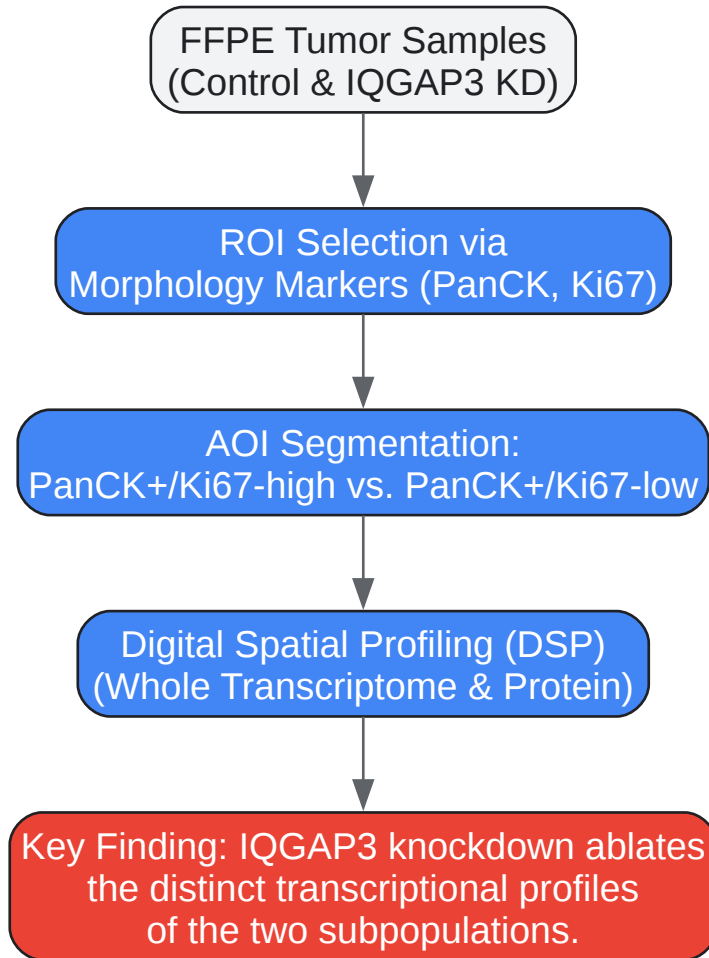 FFPE Tumor Samples
(Control & IQGAP3 KD)
ROI Selection via
Morphology Markers (PanCK, Ki67)
AOI Segmentation:
PanCK+/Ki67-high vs. PanCK+/Ki67-low
Digital Spatial Profiling (DSP)
(Whole Transcriptome & Protein)
Key Finding: IQGAP3 knockdown ablates
the distinct transcriptional profiles
of the two subpopulations.